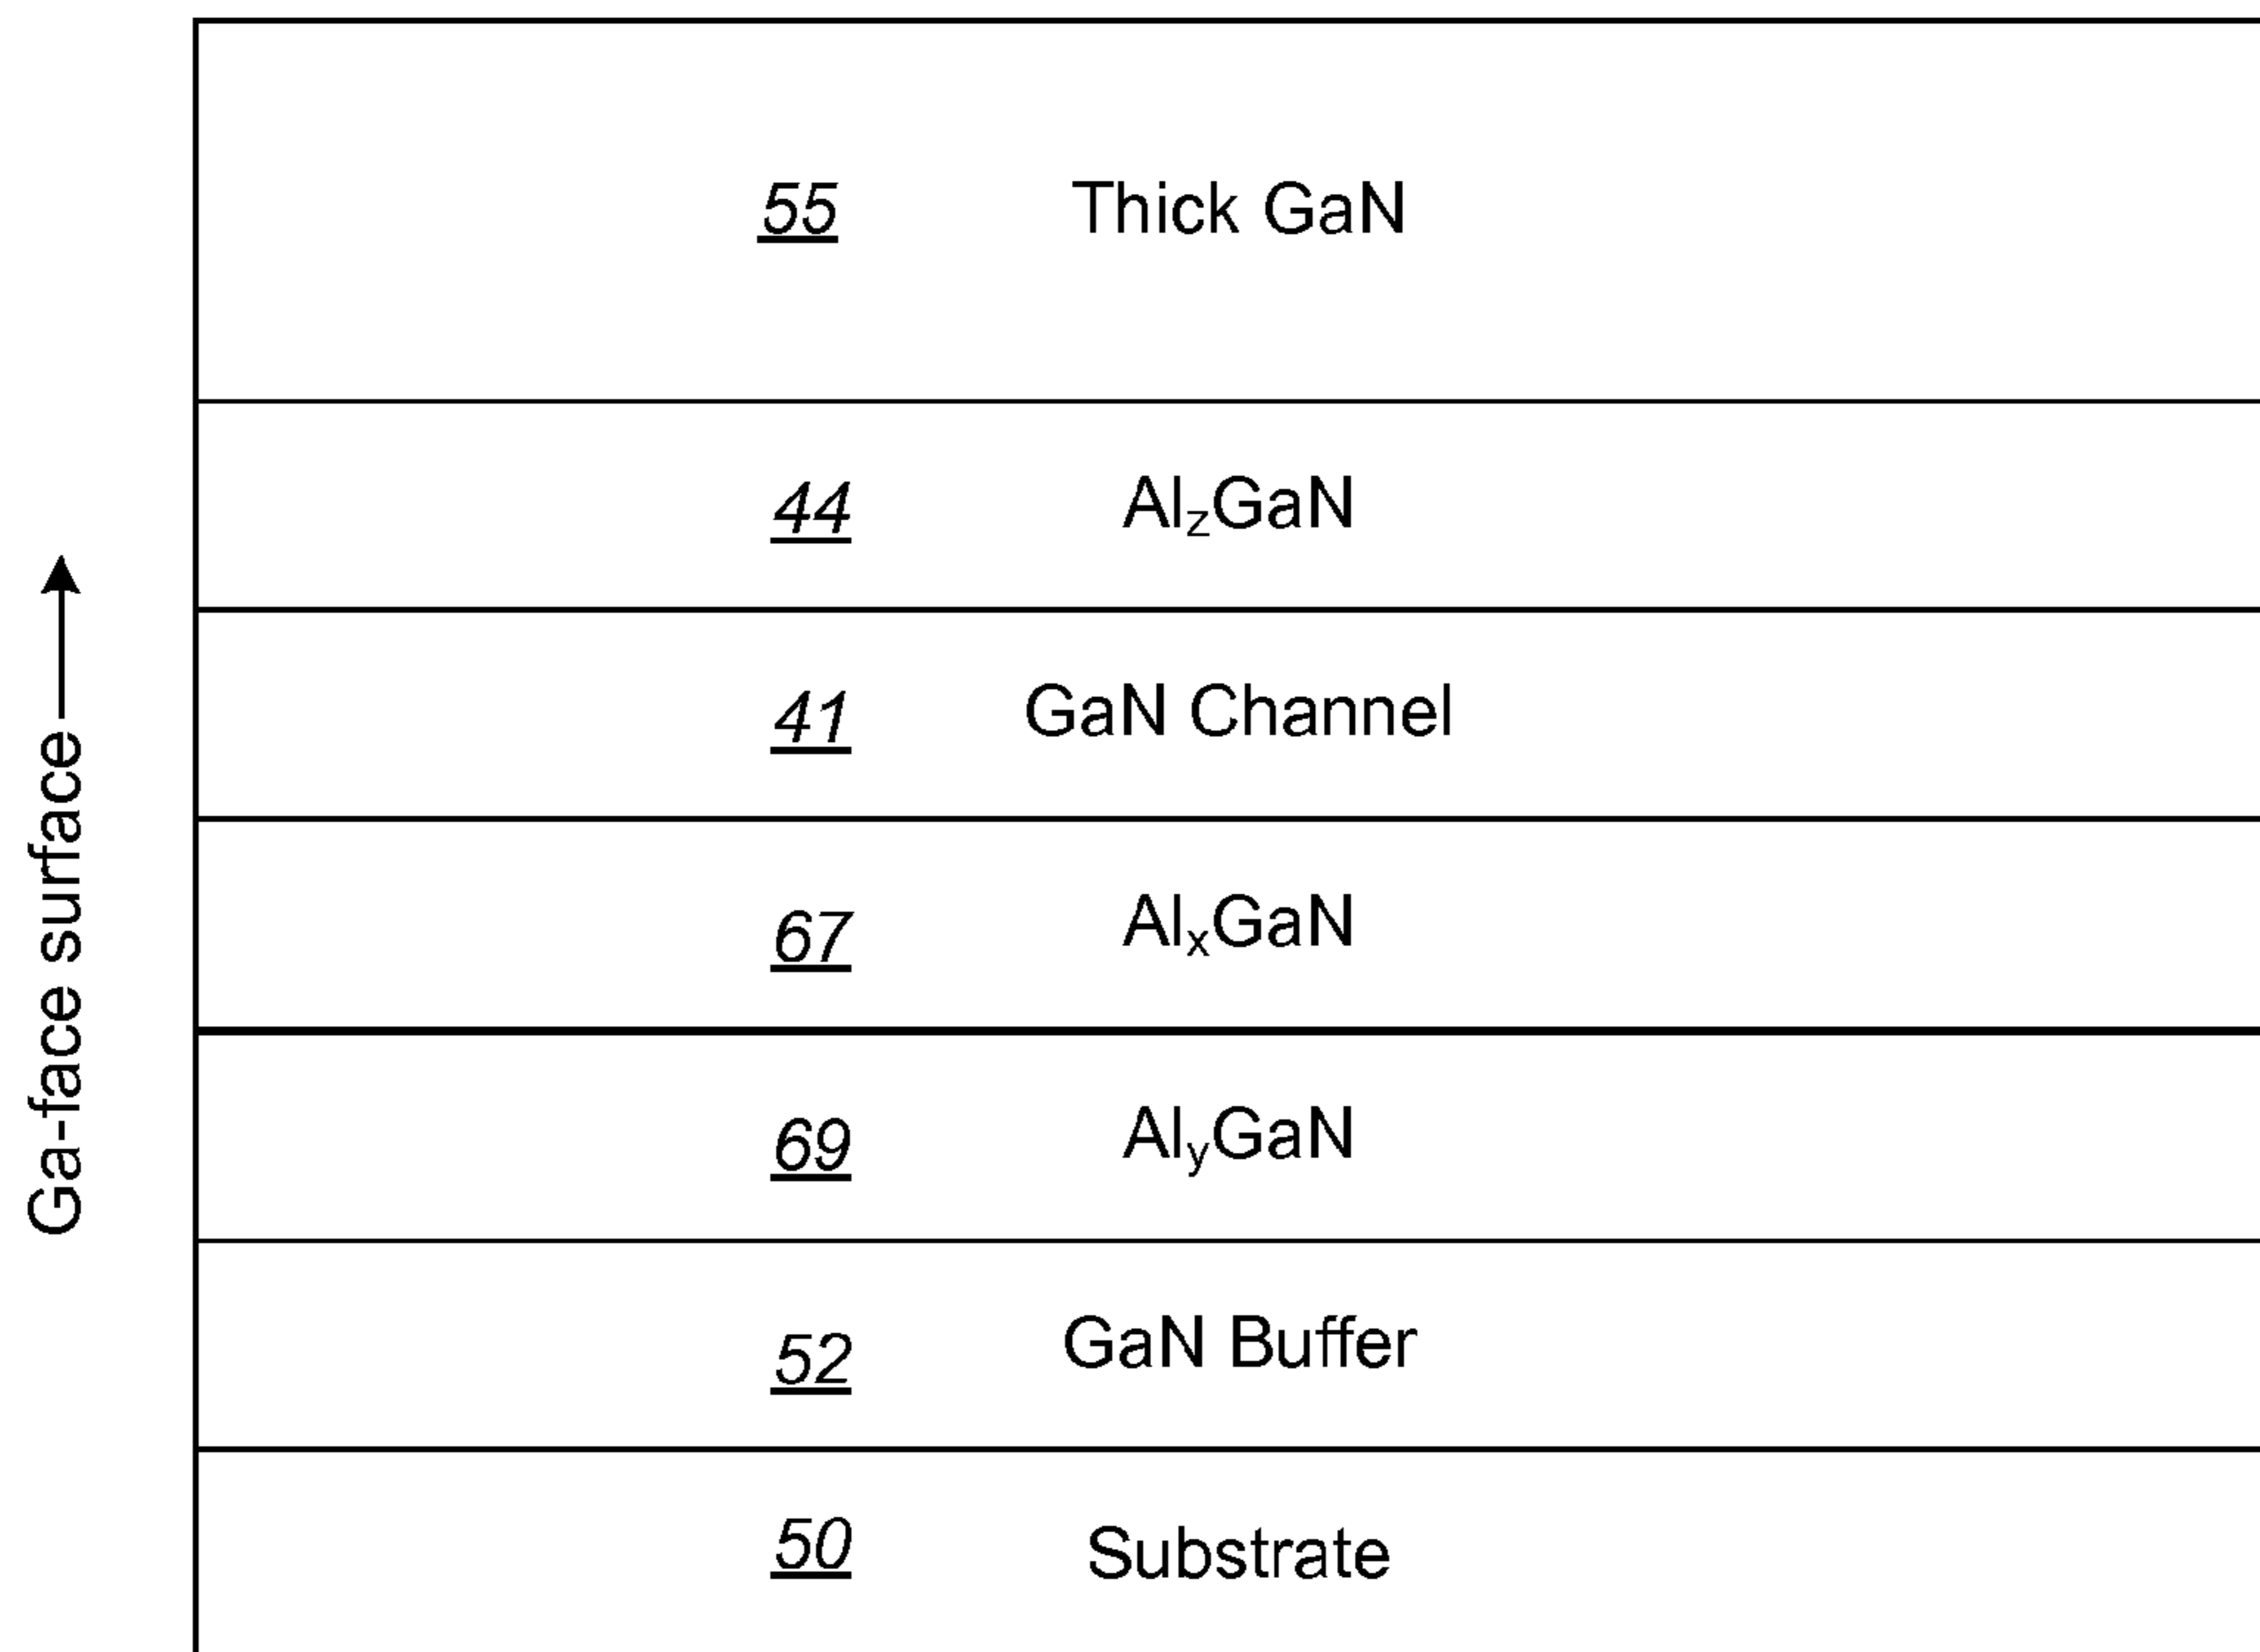 55 Thick GaN
44 AlzGaN
41 GaN Channel
67 AlxGaN
69 AlyGaN
52 GaN Buffer
50 Substrate
Ga-face surface